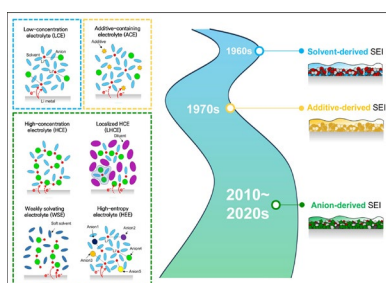 Low-concentration
electrolyte (LCE)
Solvent
Anion
Li metal
Additive-containing
electrolyte (ACE)
Additive
High-concentration
electrolyte (HCE)
Localized HCE
(LHCE)
Diluent
Weakly solvating
electrolyte (WSE)
Soft solvent
High-entropy
electrolyte (HEE)
Anion1
Anion2
Anion3
1960s
Solvent-derived SEI
1970s
Additive-derived SEI
2010~
2020s
Anion-derived SEI